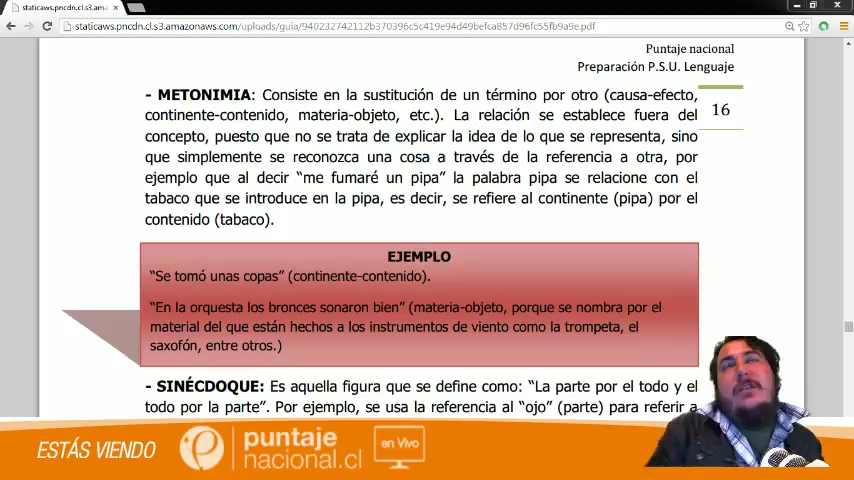 staticaws.pncdn.cl.s3.ama
staticaws.pncdn.cl.s3.amazonaws.com/uploads/guia/940232742112b370396c5c419e94d49befca857d96fc55fb9a9e.pdf
Puntaje nacional
Preparación P.S.U. Lenguaje
16
- METONIMIA: Consiste en la sustitución de un término por otro (causa-efecto,
continente-contenido, materia-objeto, etc.). La relación se establece fuera del
concepto, puesto que no se trata de explicar la idea de lo que se representa, sino
que simplemente se reconozca una cosa a través de la referencia a otra, por
ejemplo que al decir “me fumaré un pipa” la palabra pipa se relacione con el
tabaco que se introduce en la pipa, es decir, se refiere al continente (pipa) por el
contenido (tabaco).
EJEMPLO
“Se tomó unas copas” (continente-contenido).
“En la orquesta los bronces sonaron bien” (materia-objeto, porque se nombra por el
material del que están hechos a los instrumentos de viento como la trompeta, el
saxofón, entre otros.)
- SINÉCDOQUE: Es aquella figura que se define como: “La parte por el todo y el
todo por la parte”. Por ejemplo, se usa la referencia al “ojo” (parte) para referir a
ESTÁS VIENDO
puntaje
nacional.cl
en Vivo